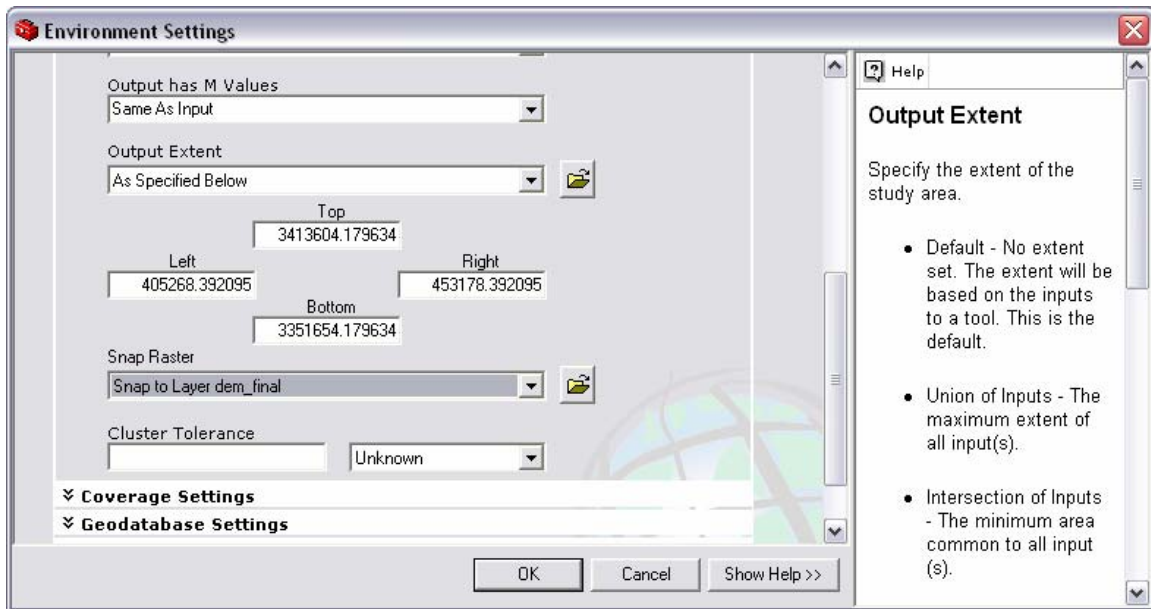 Environment Settings
Output has M Values
Same As Input
Output Extent
As Specified Below
Top
3413604.179634
Left
Right
405268.392095
453178.392095
Bottom
3351654.179634
Snap Raster
Snap to Layer dem_final
Cluster Tolerance
Unknown
Coverage Settings
Geodatabase Settings
OK
Cancel
Show Help >>
Help
Output Extent
Specify the extent of the
study area.
Default - No extent
set. The extent will be
based on the inputs
to a tool. This is the
default.
Union of Inputs - The
maximum extent of
all input(s).
Intersection of Inputs
- The minimum area
common to all input
(s).